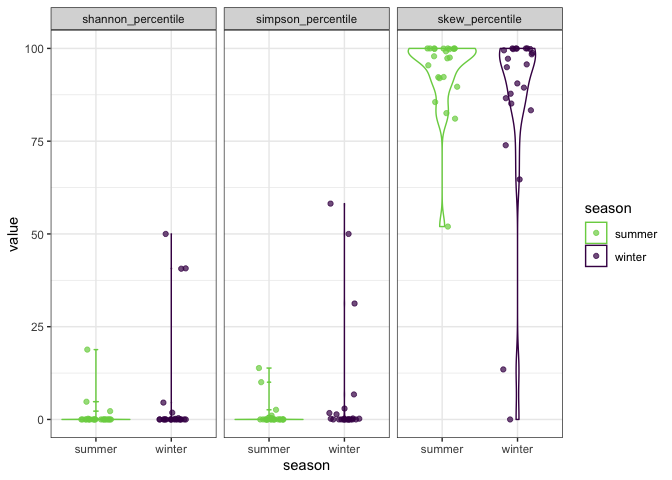 shannon_percentile simpson_percentile skew_percentile
100
75
50
25
0
value
summer winter summer winter summer winter
season
season
summer
winter